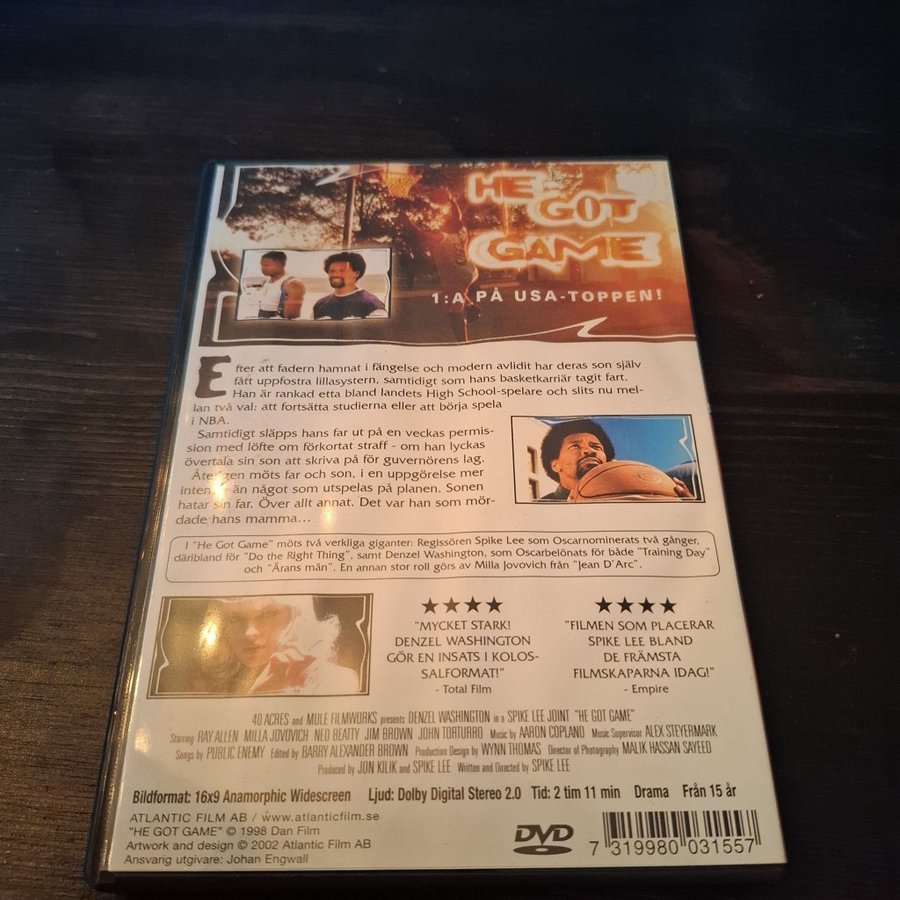 HE
GOT
GAME
1:A PÅ USA-TOPPEN!
Efter att fadern hamnat i fängelse och modern avlidit har deras son själv
fått uppfostra lillasystern, samtidigt som hans basketkarriär tagit fart.
Han är rankad etta bland landets High School-spelare och slits nu mel-
lan två val: att fortsätta studierna eller att börja spela
i NBA.
Samtidigt släpps hans far ut på en veckas permis-
sion med löfte om förkortat straff - om han lyckas
övertala sin son att skriva på för guvernörens lag.
Återigen möts far och son, i en uppgörelse mer
intensiv än något som utspelas på planen. Sonen
hatar sin far. Över allt annat. Det var han som mör-
dade hans mamma...
I "He Got Game" möts två verkliga giganter: Regissören Spike Lee som Oscarnominerats två gånger,
däribland för "Do the Right Thing", samt Denzel Washington, som Oscarbelönats för både "Training Day"
och "Ärans män". En annan stor roll görs av Milla Jovovich från "Jean D'Arc".
★★★★
"MYCKET STARK!
DENZEL WASHINGTON
GÖR EN INSATS I KOLOS-
SALFORMAT!"
- Total Film
★★★★
"FILMEN SOM PLACERAR
SPIKE LEE BLAND
DE FRÄMSTA
FILMSKAPARNA IDAG!"
- Empire
40 ACRES and MULE FILMWORKS presents DENZEL WASHINGTON in a SPIKE LEE JOINT "HE GOT GAME"
Starring RAY ALLEN MILLA JOVOVICH NED BEATTY JIM BROWN JOHN TORTURRO Music by AARON COPLAND Music Supervisor ALEX STEYERMARK
Songs by PUBLIC ENEMY Edited by BARRY ALEXANDER BROWN Production Design by WYNN THOMAS Director of Photography MALIK HASSAN SAYEED
Produced by JON KILIK and SPIKE LEE Written and Directed by SPIKE LEE
Bildformat: 16x9 Anamorphic Widescreen Ljud: Dolby Digital Stereo 2.0 Tid: 2 tim 11 min Drama Från 15 år
ATLANTIC FILM AB / www.atlanticfilm.se
"HE GOT GAME" © 1998 Dan Film
Artwork and design © 2002 Atlantic Film AB
Ansvarig utgivare: Johan Engwall
DVD
VIDEO
7 319980 031557